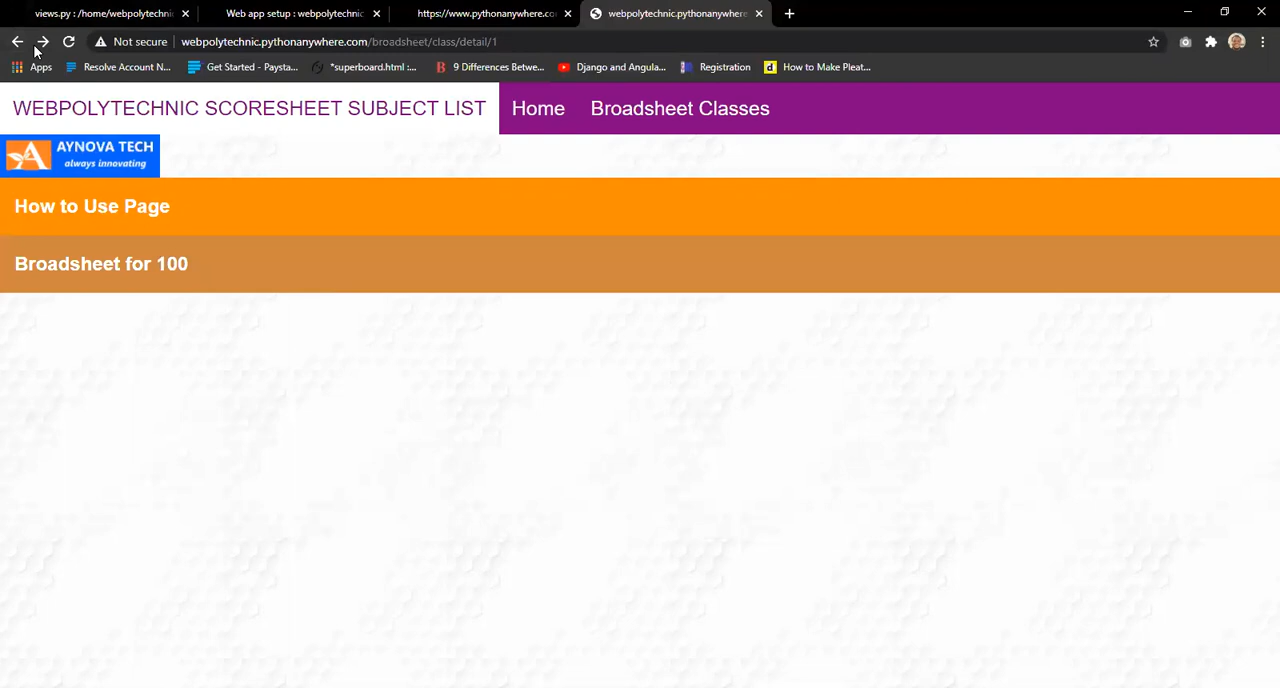 views.py : /home/webpolytechnic
Web app setup : webpolytechnic
https://www.pythonanywhere.co
webpolytechnic.pythonanywhere
Not secure
webpolytechnic.pythonanywhere.com/broadsheet/class/detail/1
Apps
Resolve Account N...
Get Started - Paysta...
*superboard.html :...
9 Differences Betwe...
Django and Angula...
Registration
How to Make Pleat...
WEBPOLYTECHNIC SCORESHEET SUBJECT LIST
Home
Broadsheet Classes
AYNOVA TECH
always innovating
How to Use Page
Broadsheet for 100